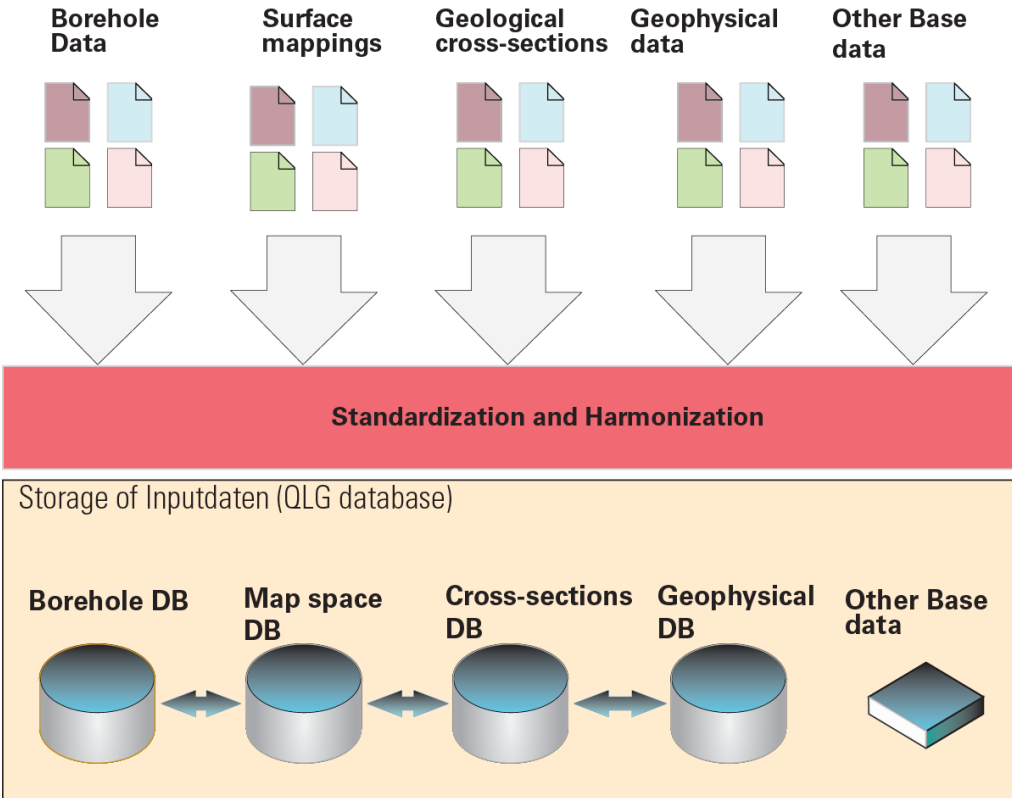 Borehole
Data
Surface
mappings
Geological
cross-sections
Geophysical
data
Other Base
data
Standardization and Harmonization
Storage of Inputdaten (QLG database)
Borehole DB
Map space
DB
Cross-sections
DB
Geophysical
DB
Other Base
data